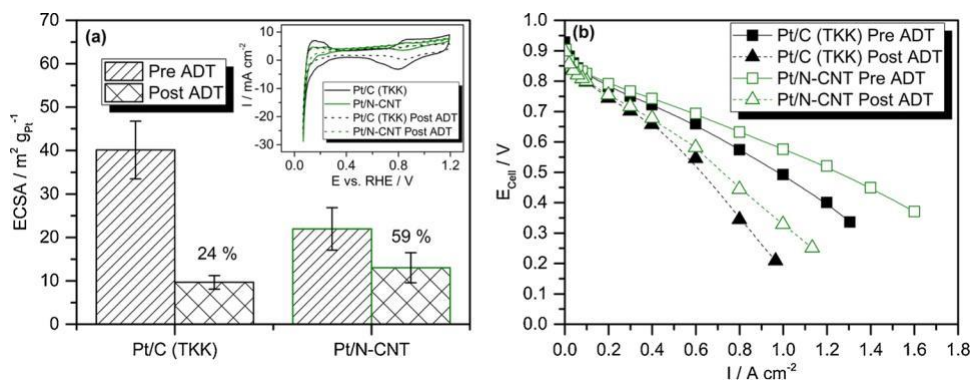 (a)
Pre ADT
Post ADT
ECSA / m² g_Pt⁻¹
70
60
50
40
30
20
10
0
24 %
59 %
Pt/C (TKK)
Pt/N-CNT
I / mA cm⁻²
10
0
-10
-20
-30
Pt/C (TKK)
Pt/N-CNT
Pt/C (TKK) Post ADT
Pt/N-CNT Post ADT
0.0 0.4 0.8 1.2
E vs. RHE / V
(b)
Pt/C (TKK) Pre ADT
Pt/C (TKK) Post ADT
Pt/N-CNT Pre ADT
Pt/N-CNT Post ADT
E_Cell / V
1.0
0.9
0.8
0.7
0.6
0.5
0.4
0.3
0.2
0.1
0.0
0.0 0.2 0.4 0.6 0.8 1.0 1.2 1.4 1.6 1.8
I / A cm⁻²